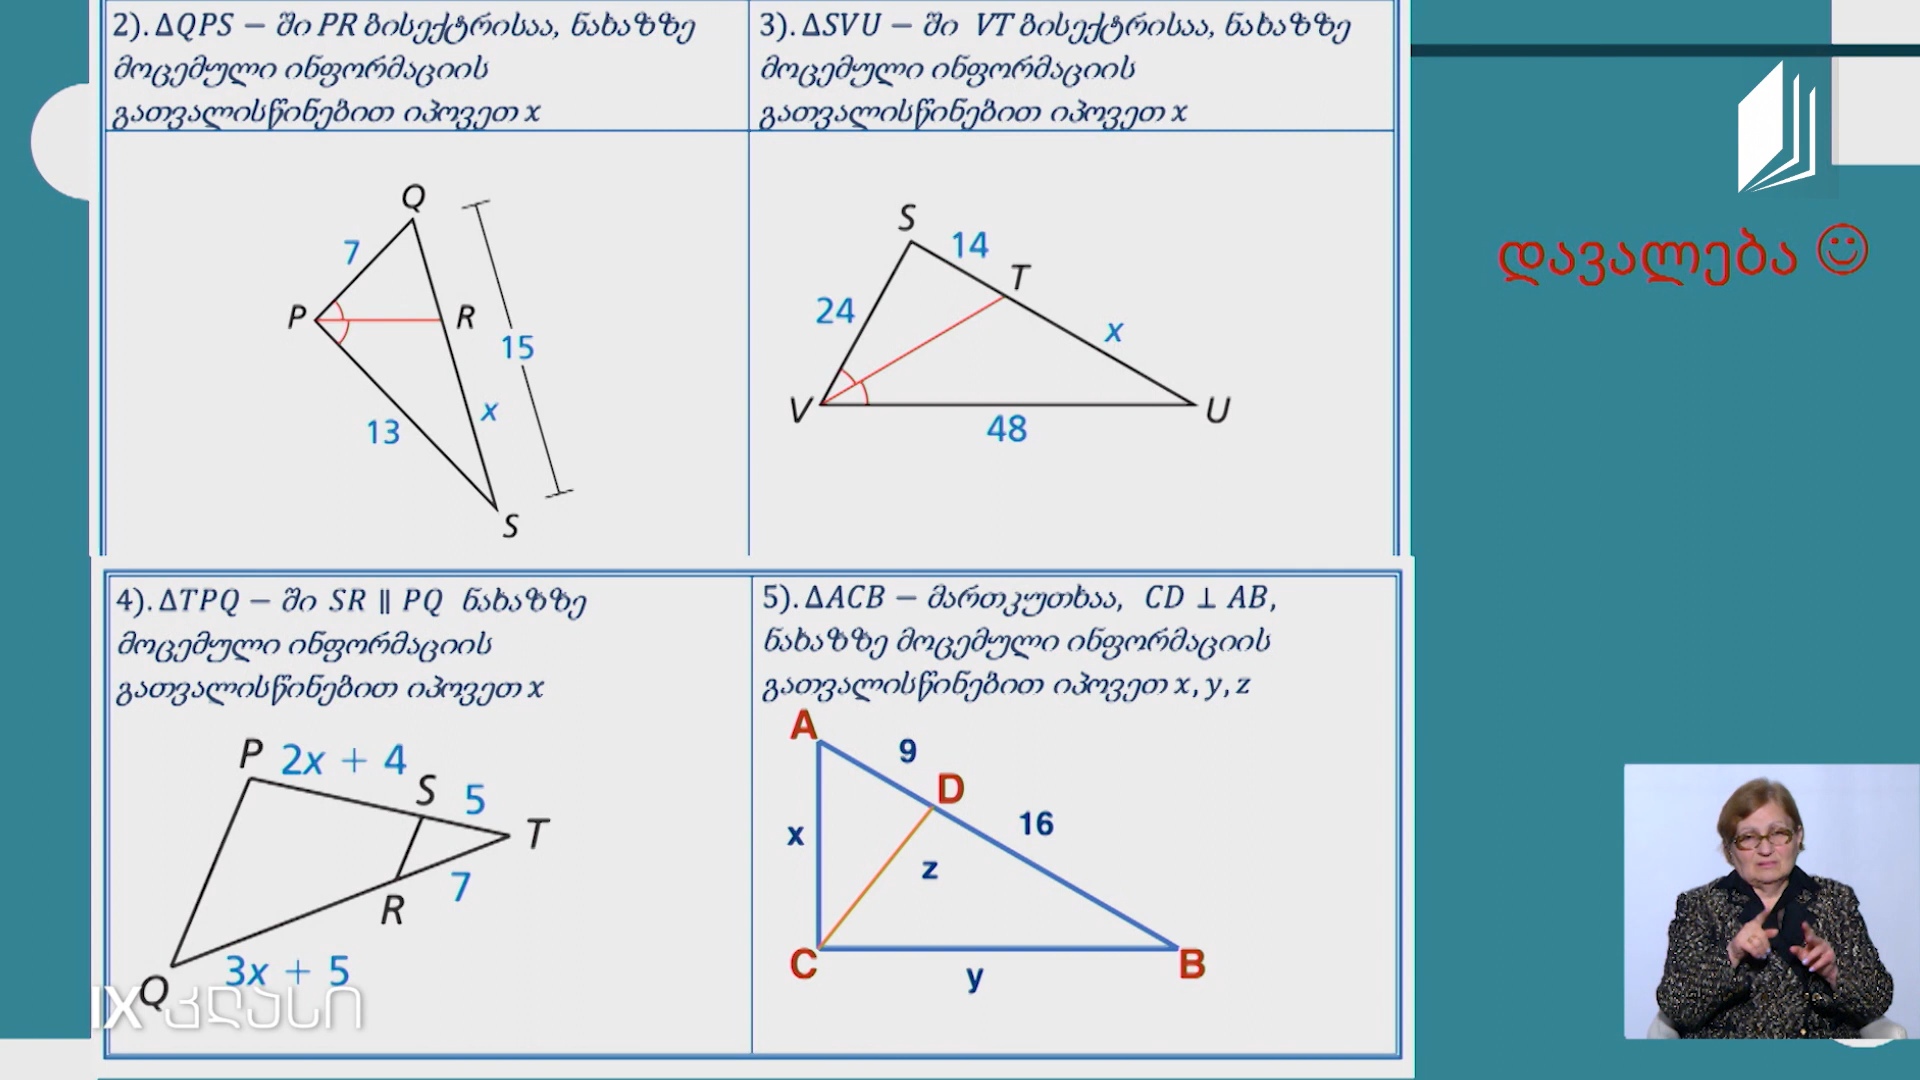 2). ΔQPS − ში PR ბისექტრისაა, ნახაზზე
მოცემული ინფორმაციის
გათვალისწინებით იპოვეთ x
3). ΔSVU − ში VT ბისექტრისაა, ნახაზზე
მოცემული ინფორმაციის
გათვალისწინებით იპოვეთ x
დავალება
Q
7
P
R
15
x
13
S
S
14
T
24
x
V
U
48
4). ΔTPQ − ში SR ∥ PQ ნახაზზე
მოცემული ინფორმაციის
გათვალისწინებით იპოვეთ x
5). ΔACB − მართკუთხაა, CD ⊥ AB,
ნახაზზე მოცემული ინფორმაციის
გათვალისწინებით იპოვეთ x, y, z
P 2x + 4
S 5
T
7
R
3x + 5
Q
A
9
D
16
x
z
C
B
y
IX კლასი